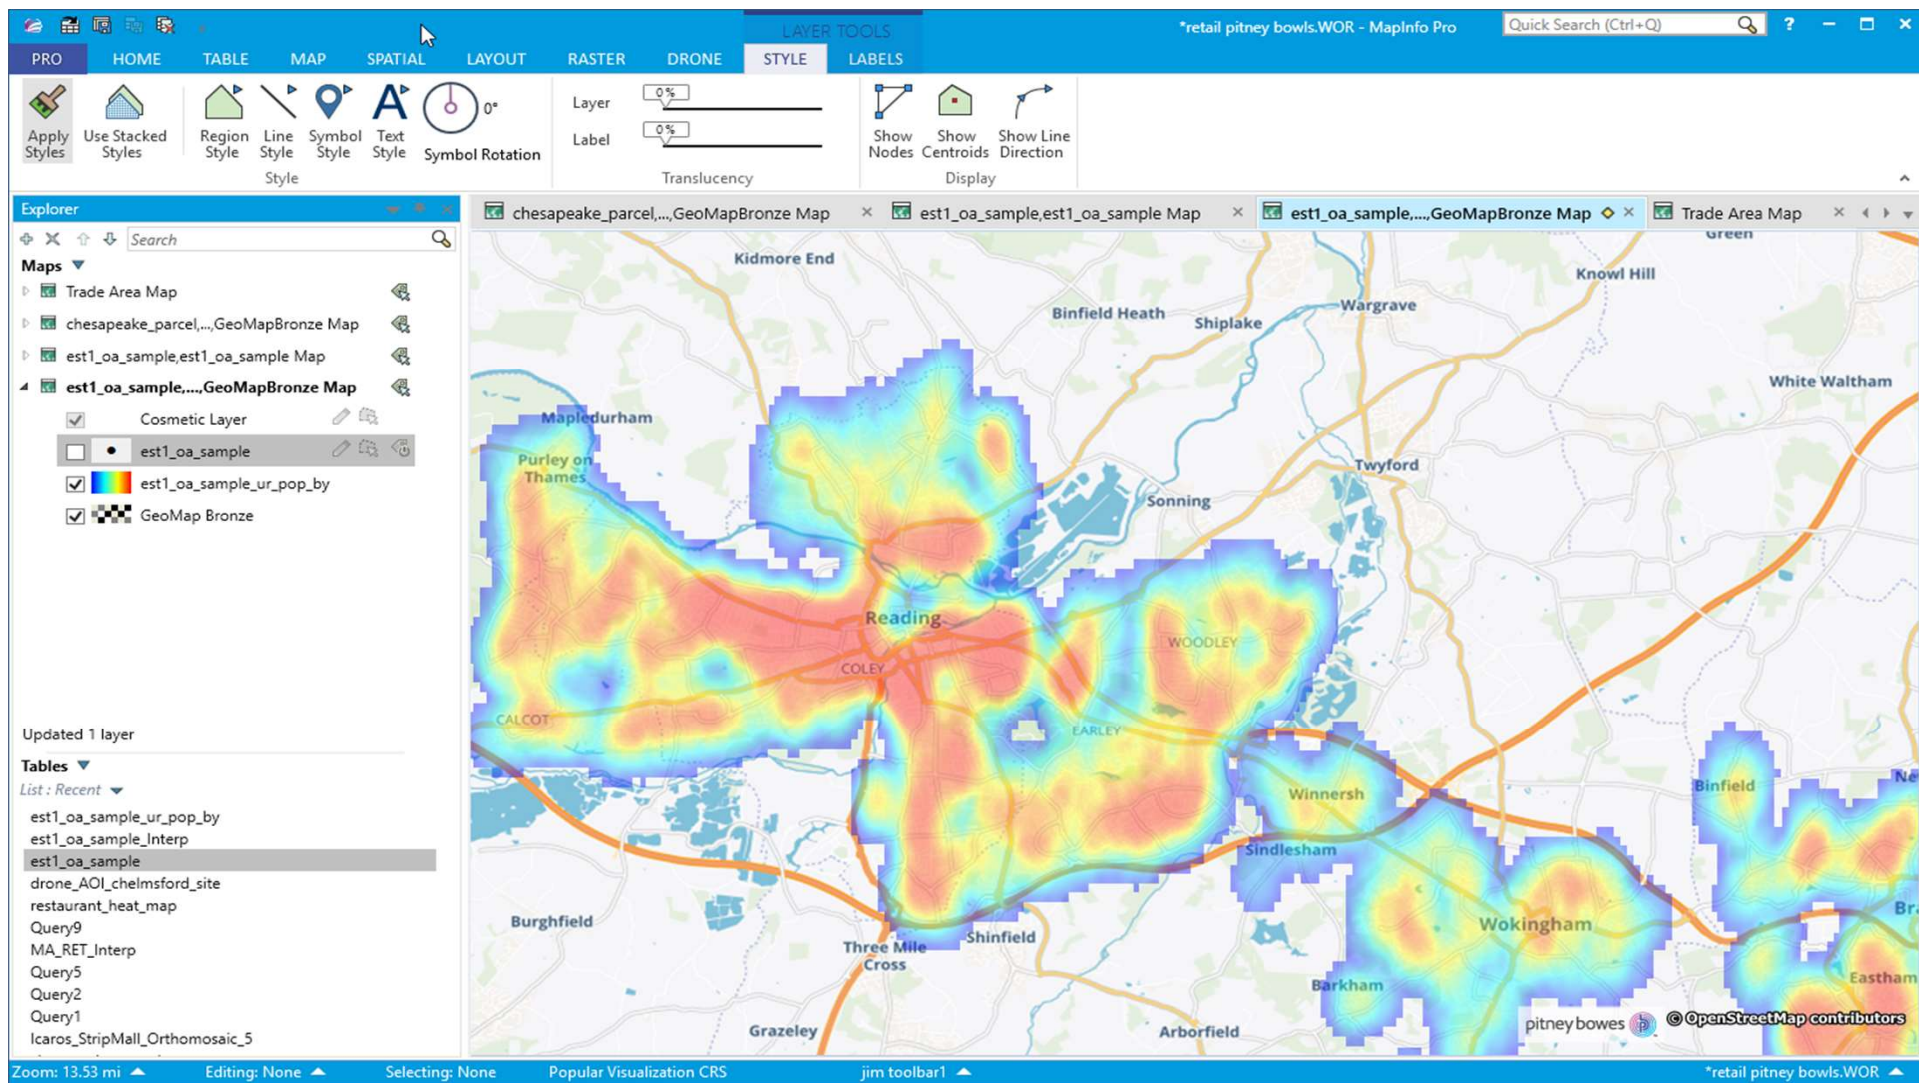 LAYER TOOLS
*retail pitney bowls.WOR - MapInfo Pro
Quick Search (Ctrl+Q)
?
PRO HOME TABLE MAP SPATIAL LAYOUT RASTER DRONE STYLE LABELS
Apply Styles
Use Stacked Styles
Region Style
Line Style
Symbol Style
Text Style
0°
Symbol Rotation
Style
Layer 0%
Label 0%
Translucency
Show Nodes
Show Centroids
Show Line Direction
Display
Explorer
Search
Maps
Trade Area Map
chesapeake_parcel,...,GeoMapBronze Map
est1_oa_sample,est1_oa_sample Map
est1_oa_sample,...,GeoMapBronze Map
Cosmetic Layer
est1_oa_sample
est1_oa_sample_ur_pop_by
GeoMap Bronze
Updated 1 layer
Tables
List : Recent
est1_oa_sample_ur_pop_by
est1_oa_sample_Interp
est1_oa_sample
drone_AOI_chelmsford_site
restaurant_heat_map
Query9
MA_RET_Interp
Query5
Query2
Query1
Icaros_StripMall_Orthomosaic_5
chesapeake_parcel,...,GeoMapBronze Map
est1_oa_sample,est1_oa_sample Map
est1_oa_sample,...,GeoMapBronze Map
Trade Area Map
Green
Kidmore End
Knowl Hill
Binfield Heath
Shiplake
Wargrave
White Waltham
Mapledurham
Purley on
Thames
Twyford
Sonning
Reading
WOODLEY
COLEY
CALCOT
EARLEY
Winnersh
Binfield
Ne
Sindlesham
Bra
Burghfield
Wokingham
Three Mile
Cross
Shinfield
Eastham
Barkham
Grazeley
Arborfield
pitney bowes
© OpenStreetMap contributors
Zoom: 13.53 mi
Editing: None
Selecting: None
Popular Visualization CRS
jim toolbar1
*retail pitney bowls.WOR